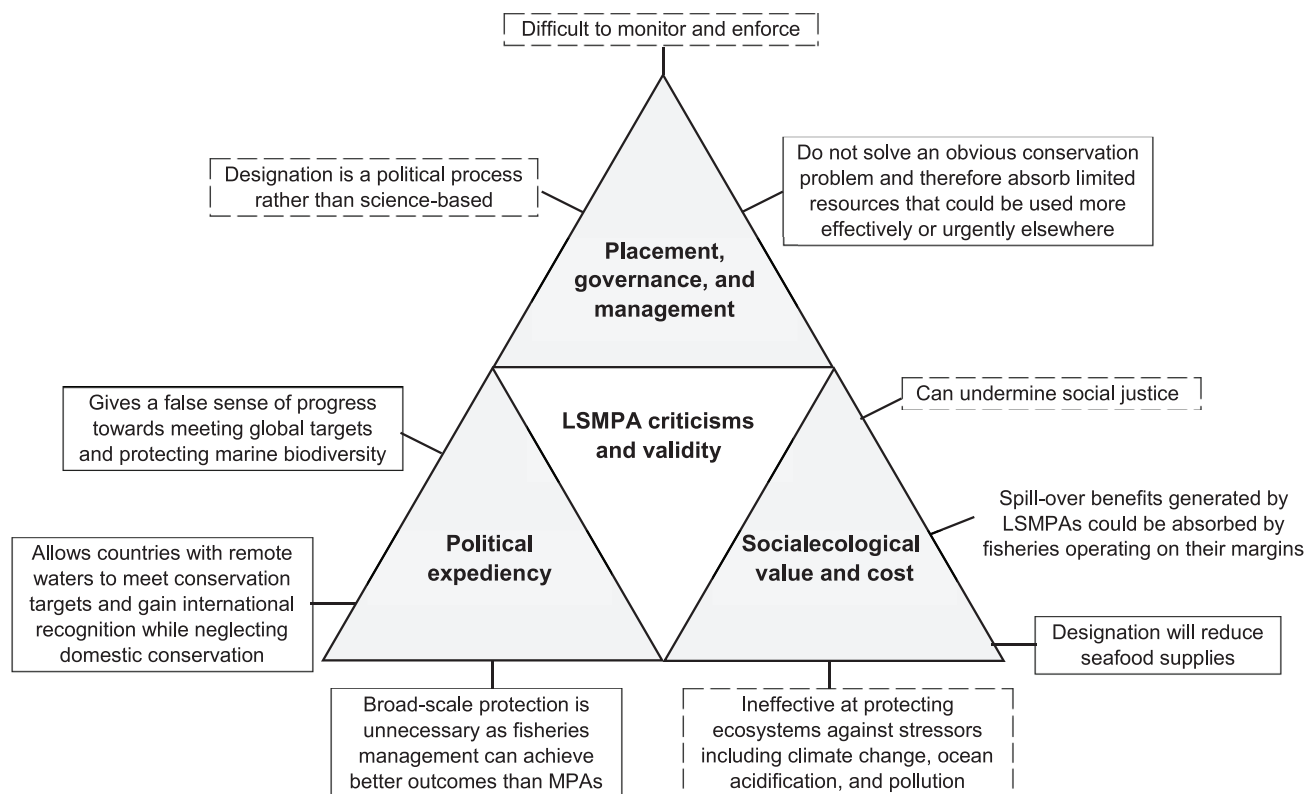 Difficult to monitor and enforce
Designation is a political process
rather than science-based
Do not solve an obvious conservation
problem and therefore absorb limited
resources that could be used more
effectively or urgently elsewhere
Placement,
governance, and
management
Gives a false sense of progress
towards meeting global targets
and protecting marine biodiversity
LSMPA criticisms
and validity
Can undermine social justice
Allows countries with remote
waters to meet conservation
targets and gain international
recognition while neglecting
domestic conservation
Political
expediency
Socialecological
value and cost
Spill-over benefits generated by
LSMPAs could be absorbed by
fisheries operating on their margins
Designation will reduce
seafood supplies
Broad-scale protection is
unnecessary as fisheries
management can achieve
better outcomes than MPAs
Ineffective at protecting
ecosystems against stressors
including climate change, ocean
acidification, and pollution